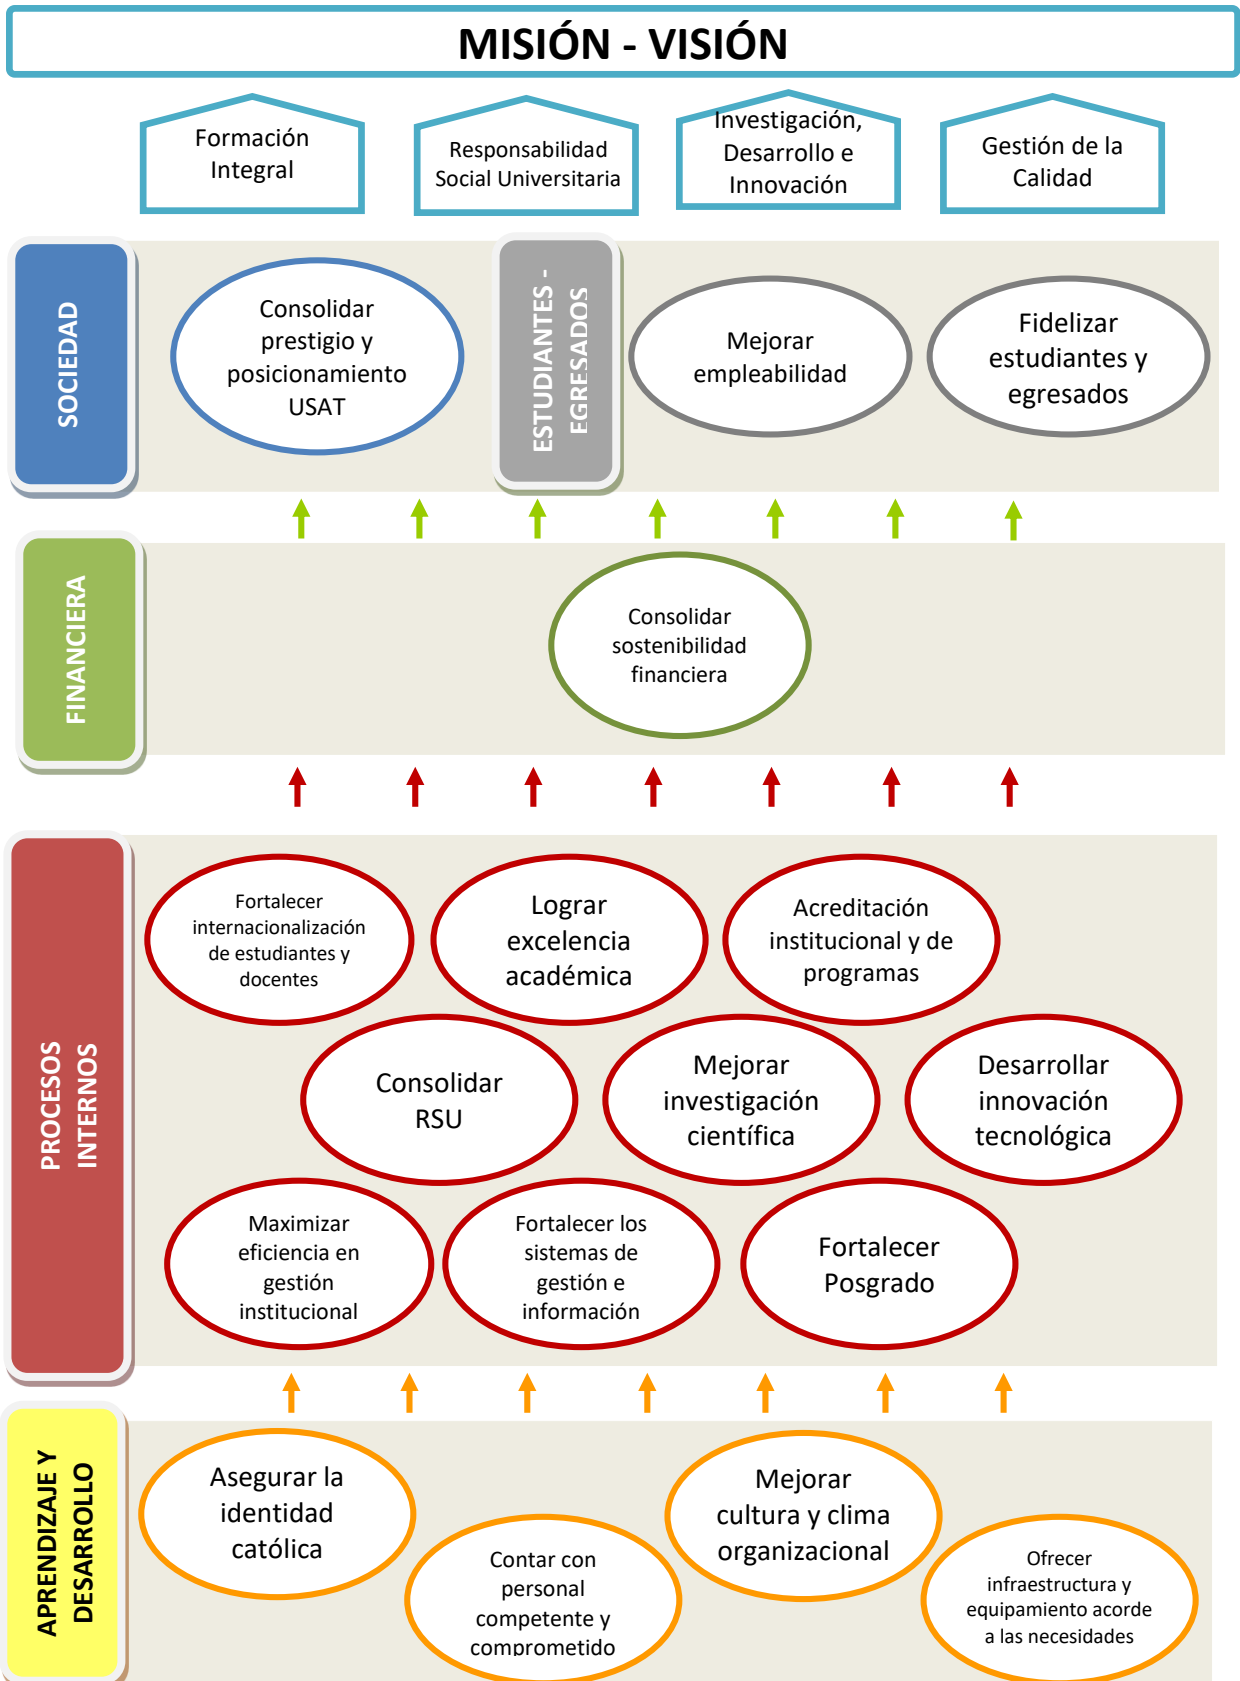 MISIÓN - VISIÓN
Formación
Integral
Responsabilidad
Social Universitaria
Investigación,
Desarrollo e
Innovación
Gestión de la
Calidad
SOCIEDAD
Consolidar
prestigio y
posicionamiento
USAT
ESTUDIANTES -
EGRESADOS
Mejorar
empleabilidad
Fidelizar
estudiantes y
egresados
FINANCIERA
Consolidar
sostenibilidad
financiera
PROCESOS
INTERNOS
Fortalecer
internacionalización
de estudiantes y
docentes
Lograr
excelencia
académica
Acreditación
institucional y de
programas
Consolidar
RSU
Mejorar
investigación
científica
Desarrollar
innovación
tecnológica
Maximizar
eficiencia en
gestión
institucional
Fortalecer los
sistemas de
gestión e
información
Fortalecer
Posgrado
APRENDIZAJE Y
DESARROLLO
Asegurar la
identidad
católica
Contar con
personal
competente y
comprometido
Mejorar
cultura y clima
organizacional
Ofrecer
infraestructura y
equipamiento acorde
a las necesidades